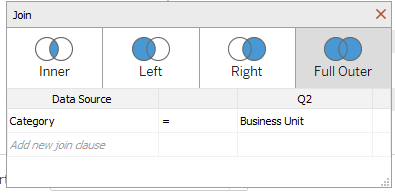 Join
Inner Left Right Full Outer
Data Source Q2
Category = Business Unit
Add new join clause